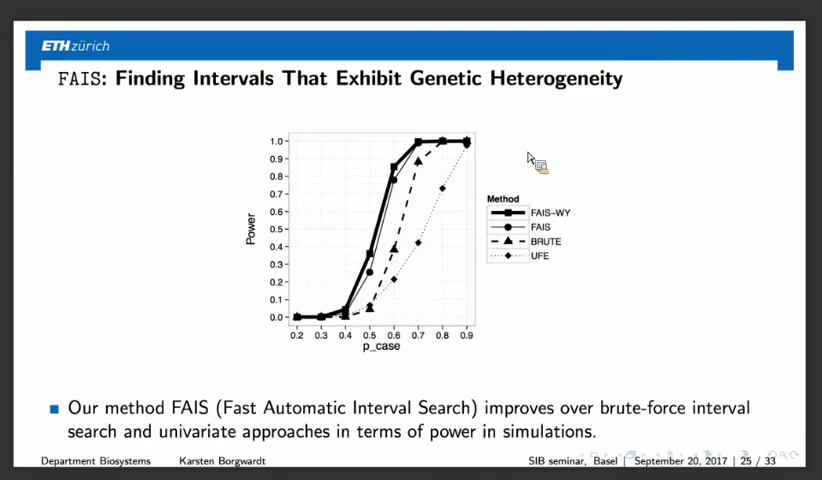 ETH zürich
FAIS: Finding Intervals That Exhibit Genetic Heterogeneity
1.0
0.9
0.8
0.7
0.6
0.5
0.4
0.3
0.2
0.1
0.0
Power
0.2 0.3 0.4 0.5 0.6 0.7 0.8 0.9
p_case
Method
FAIS-WY
FAIS
BRUTE
UFE
Our method FAIS (Fast Automatic Interval Search) improves over brute-force interval
search and univariate approaches in terms of power in simulations.
Department Biosystems Karsten Borgwardt SIB seminar, Basel | September 20, 2017 | 25 / 33